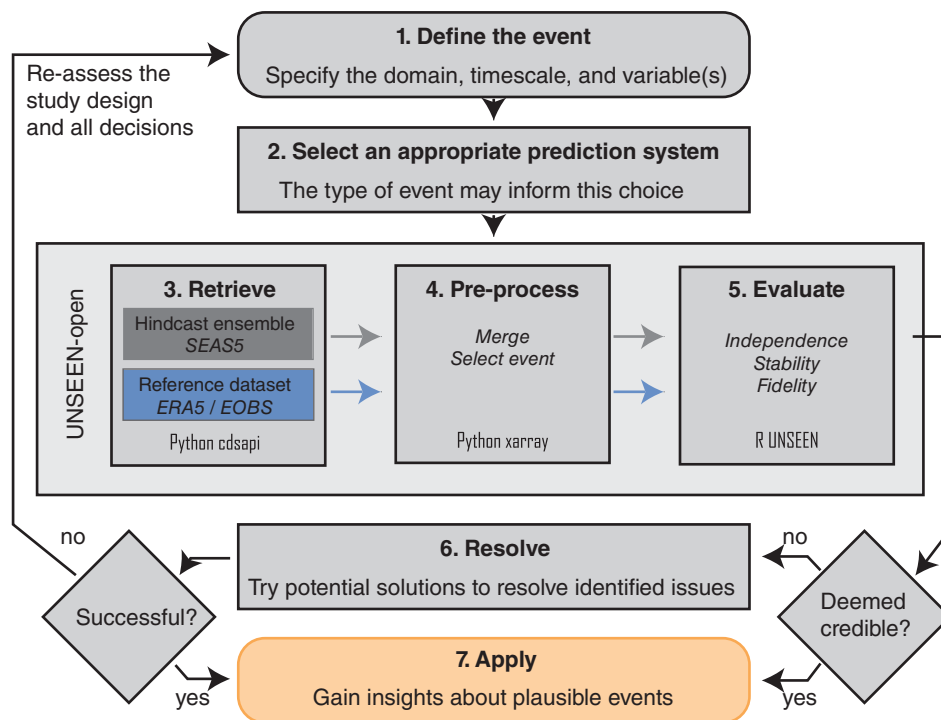 1. Define the event
Specify the domain, timescale, and variable(s)
Re-assess the
study design
and all decisions
2. Select an appropriate prediction system
The type of event may inform this choice
UNSEEN-open
3. Retrieve
Hindcast ensemble
SEAS5
Reference dataset
ERA5 / EOBS
Python cdsapi
4. Pre-process
Merge
Select event
Python xarray
5. Evaluate
Independence
Stability
Fidelity
R UNSEEN
no
Successful?
yes
6. Resolve
Try potential solutions to resolve identified issues
no
Deemed
credible?
yes
7. Apply
Gain insights about plausible events